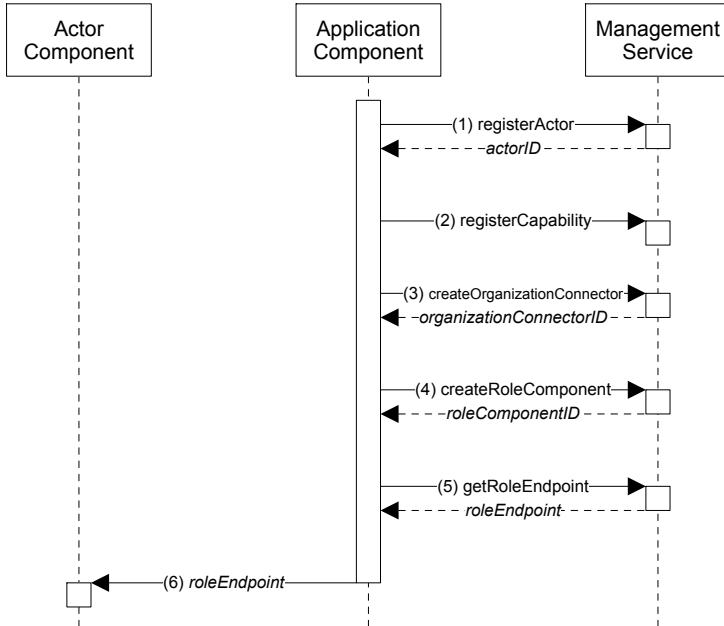 Actor
Component
Application
Component
Management
Service
(1) registerActor
actorID
(2) registerCapability
(3) createOrganizationConnector
organizationConnectorID
(4) createRoleComponent
roleComponentID
(5) getRoleEndpoint
roleEndpoint
(6) roleEndpoint